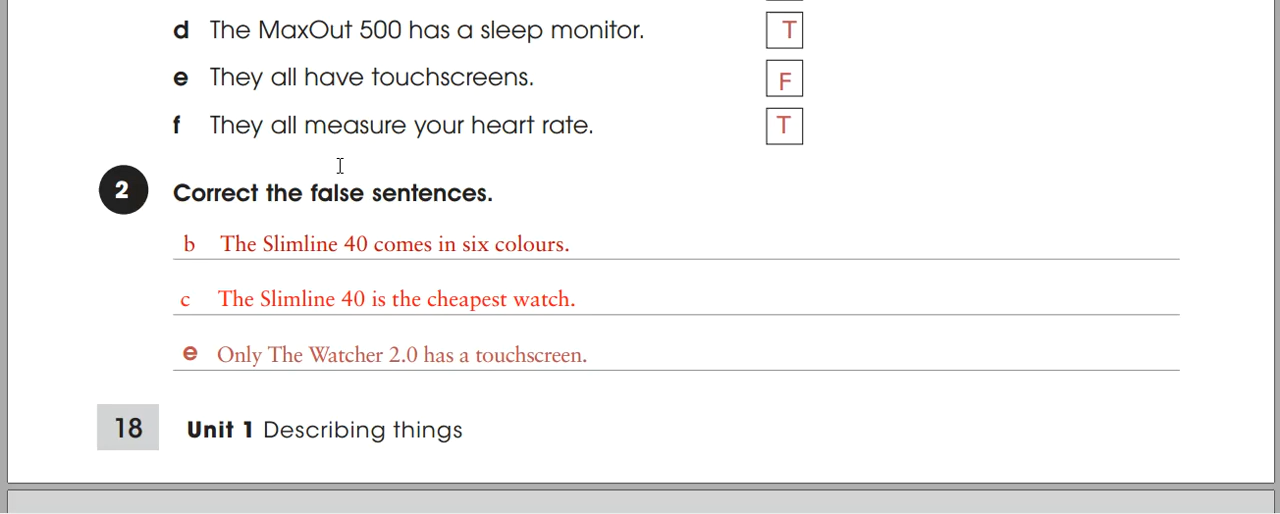 d The MaxOut 500 has a sleep monitor. T
e They all have touchscreens. F
f They all measure your heart rate. T
2 Correct the false sentences.
b The Slimline 40 comes in six colours.
c The Slimline 40 is the cheapest watch.
e Only The Watcher 2.0 has a touchscreen.
18 Unit 1 Describing things